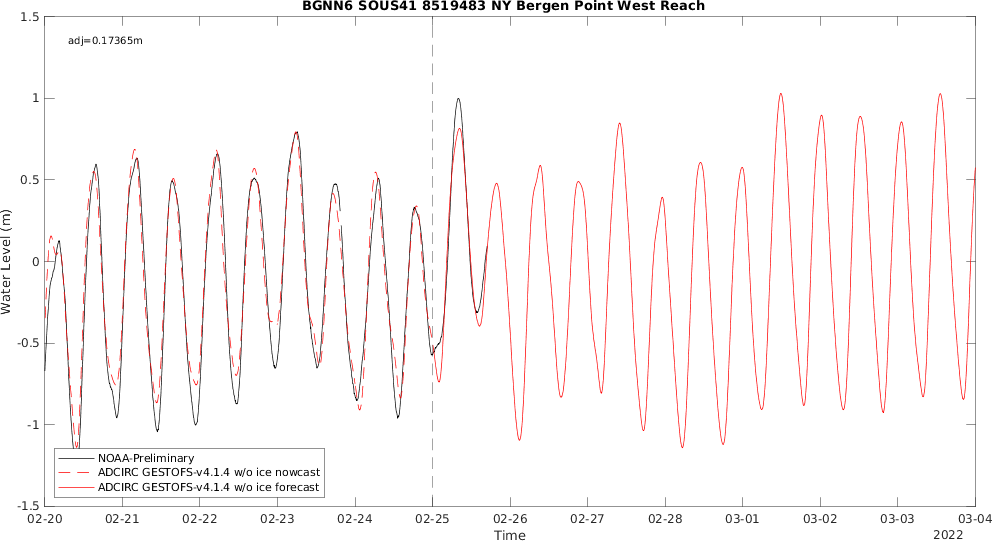 BGNN6 SOUS41 8519483 NY Bergen Point West Reach
adj=0.17365m
1.5
1
0.5
0
-0.5
-1
-1.5
Water Level (m)
NOAA-Preliminary
ADCIRC GESTOFS-v4.1.4 w/o ice nowcast
ADCIRC GESTOFS-v4.1.4 w/o ice forecast
02-20 02-21 02-22 02-23 02-24 02-25 02-26 02-27 02-28 03-01 03-02 03-03 03-04
Time
2022